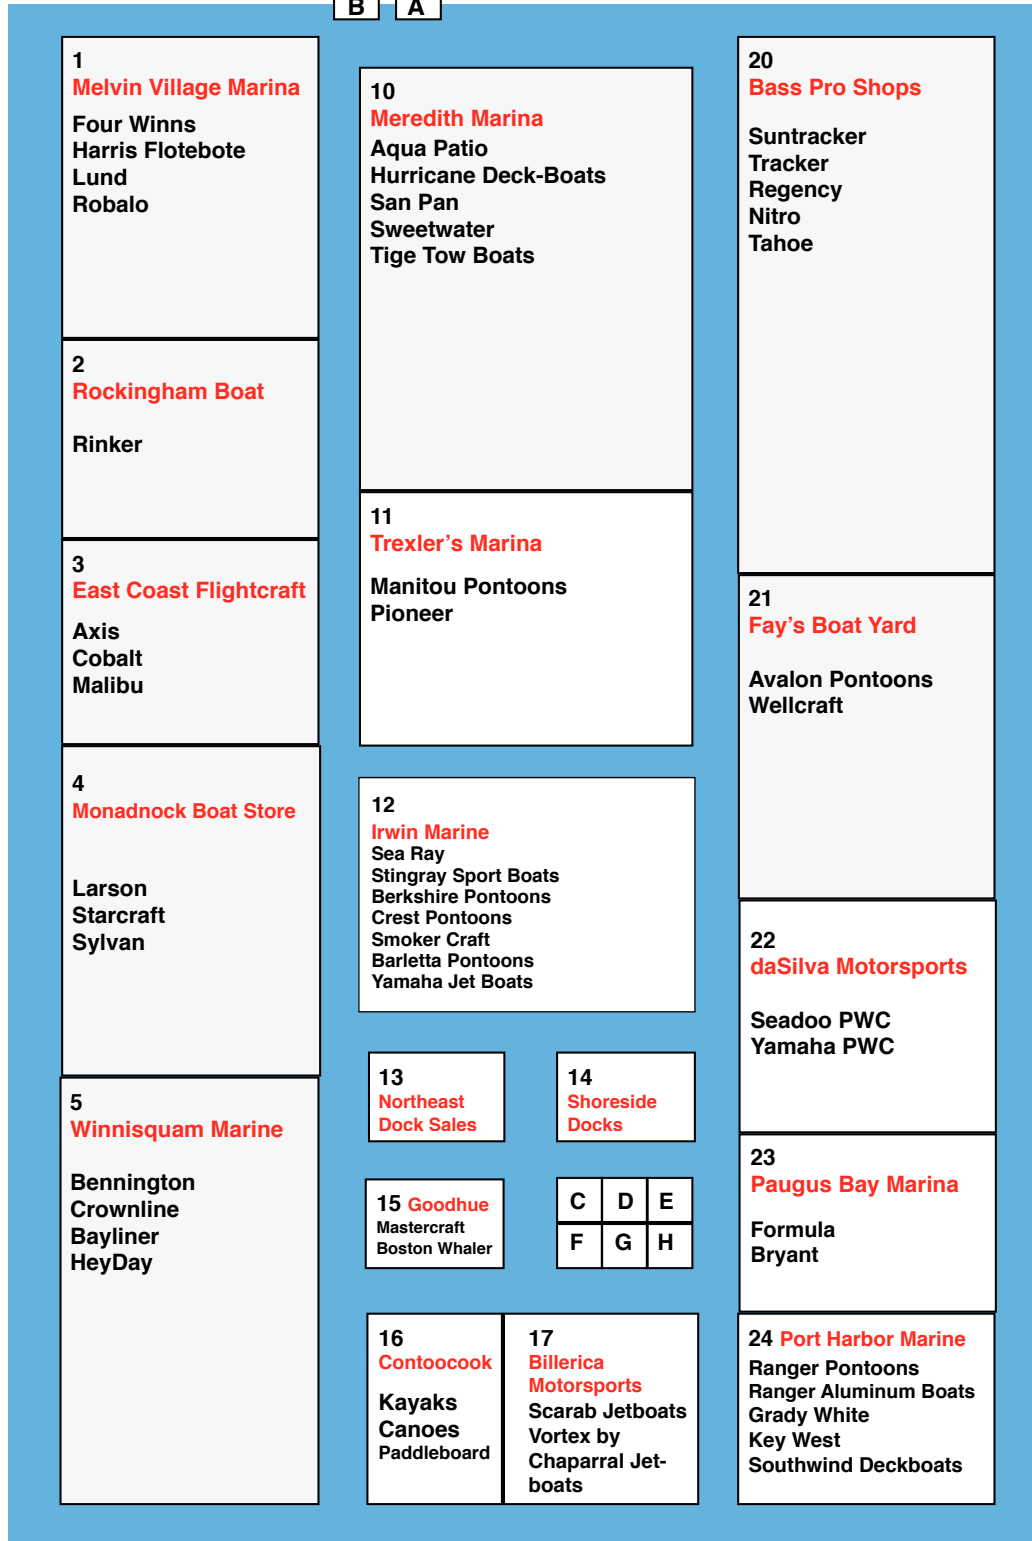 B A
1
Melvin Village Marina
Four Winns
Harris Flotebote
Lund
Robalo
2
Rockingham Boat
Rinker
3
East Coast Flightcraft
Axis
Cobalt
Malibu
4
Monadnock Boat Store
Larson
Starcraft
Sylvan
5
Winnisquam Marine
Bennington
Crownline
Bayliner
HeyDay
10
Meredith Marina
Aqua Patio
Hurricane Deck-Boats
San Pan
Sweetwater
Tige Tow Boats
11
Trexler’s Marina
Manitou Pontoons
Pioneer
12
Irwin Marine
Sea Ray
Stingray Sport Boats
Berkshire Pontoons
Crest Pontoons
Smoker Craft
Barletta Pontoons
Yamaha Jet Boats
13
Northeast
Dock Sales
14
Shoreside
Docks
15 Goodhue
Mastercraft
Boston Whaler
C D E
F G H
16
Contoocook
Kayaks
Canoes
Paddleboard
17
Billerica
Motorsports
Scarab Jetboats
Vortex by
Chaparral Jet-
boats
20
Bass Pro Shops
Suntracker
Tracker
Regency
Nitro
Tahoe
21
Fay’s Boat Yard
Avalon Pontoons
Wellcraft
22
daSilva Motorsports
Seadoo PWC
Yamaha PWC
23
Paugus Bay Marina
Formula
Bryant
24 Port Harbor Marine
Ranger Pontoons
Ranger Aluminum Boats
Grady White
Key West
Southwind Deckboats